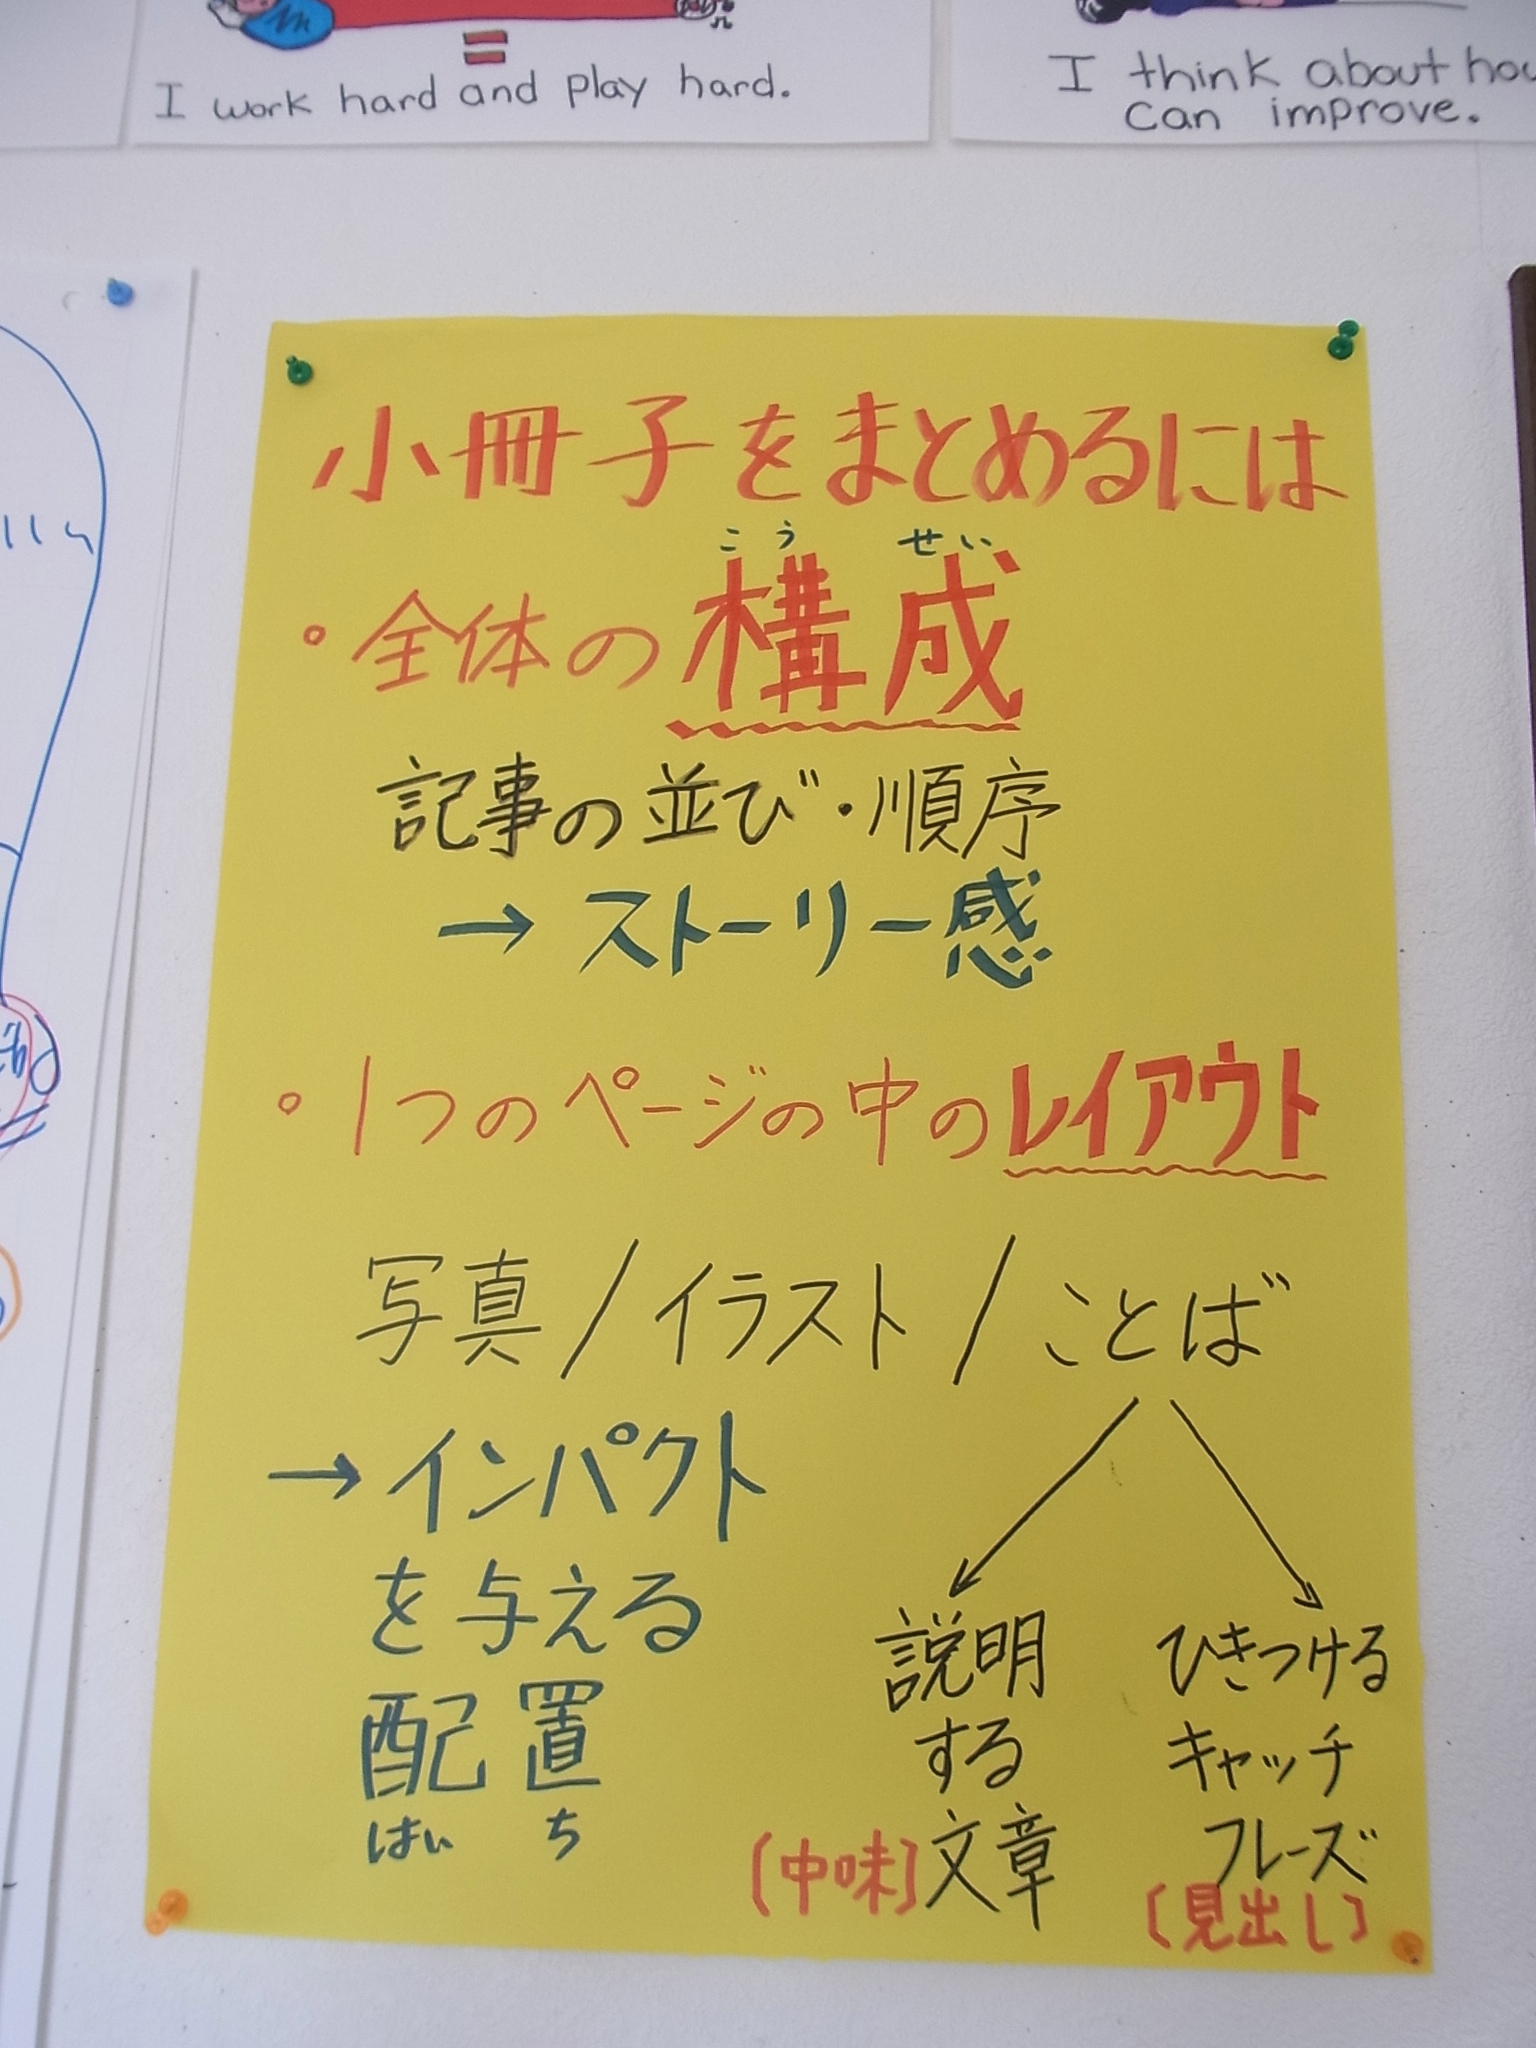 I work hard and play hard.
I think about
can improve.
小冊子をまとめるには
こうせい
・全体の構成
記事の並び・順序
→ストーリー感
・1つのページの中のレイアウト
写真/イラスト/ことば
→インパクト
を与える
配置
はいち
説明
する
[中味]文章
ひきつける
キャッチ
フレーズ
[見出し]